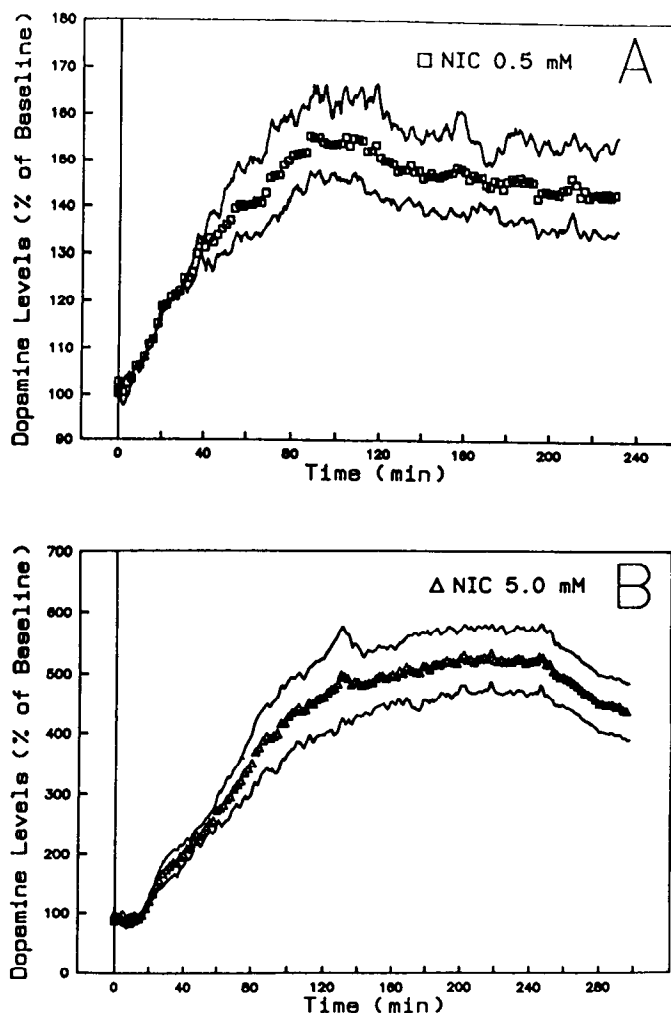 180
170
160
150
140
130
120
110
100
90
Dopamine Levels (% of Baseline)
NIC 0.5 mM
A
0 40 80 120 160 200 240
Time (min)
700
600
500
400
300
200
100
0
Dopamine Levels (% of Baseline)
NIC 5.0 mM
B
0 40 80 120 160 200 240 280
Time (min)